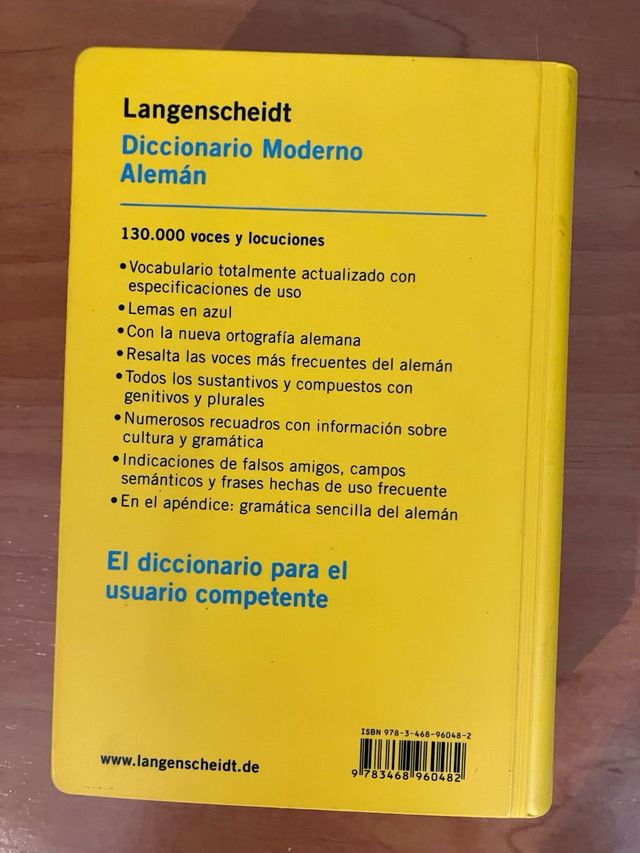 Langenscheidt
Diccionario Moderno
Alemán
130.000 voces y locuciones
•Vocabulario totalmente actualizado con
especificaciones de uso
•Lemas en azul
•Con la nueva ortografía alemana
•Resalta las voces más frecuentes del alemán
•Todos los sustantivos y compuestos con
genitivos y plurales
•Numerosos recuadros con información sobre
cultura y gramática
•Indicaciones de falsos amigos, campos
semánticos y frases hechas de uso frecuente
•En el apéndice: gramática sencilla del alemán
El diccionario para el
usuario competente
ISBN 978-3-468-96048-2
www.langenscheidt.de
9 783468 960482